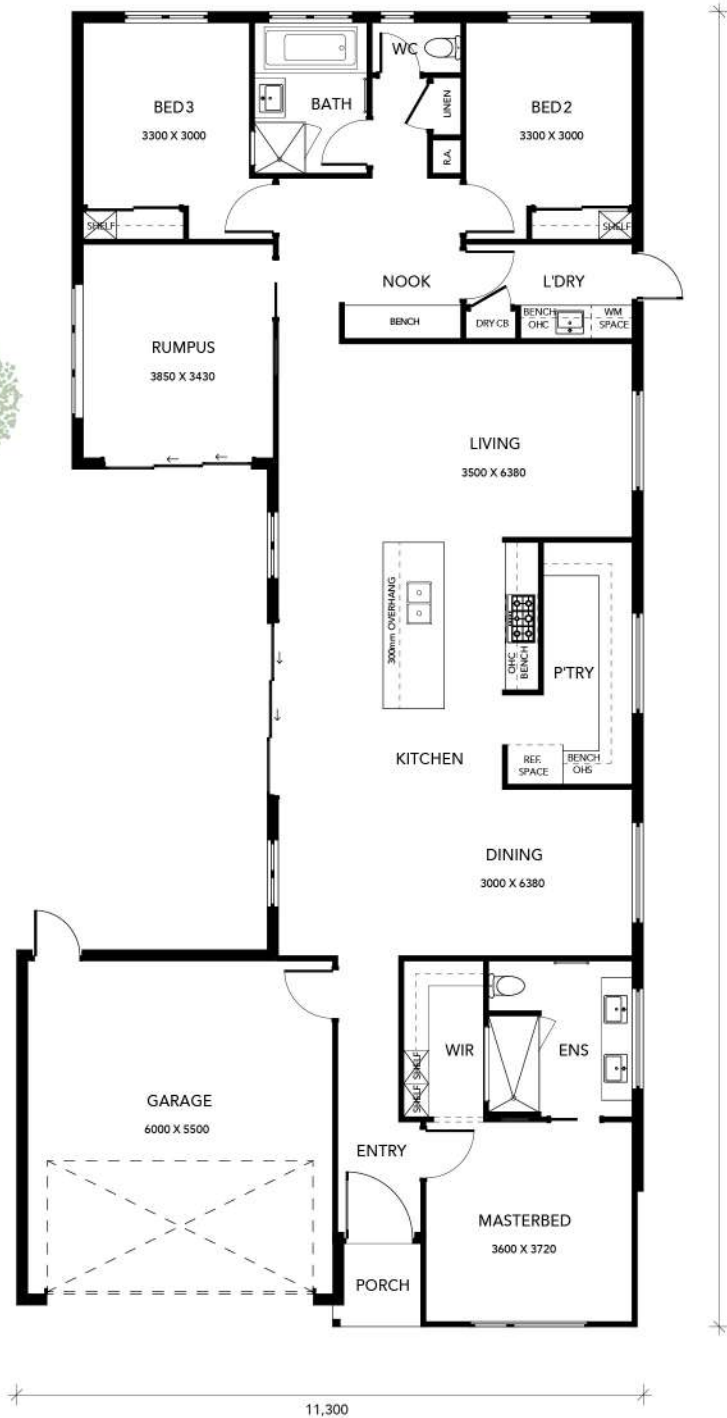 WC
BED 3
3300 X 3000
BATH
LINEN
BED 2
3300 X 3000
R.A.
SHELF
SHELF
NOOK
L'DRY
BENCH
DRY CB
BENCH
OHC
WM
SPACE
RUMPUS
3850 X 3430
LIVING
3500 X 6380
300mm OVERHANG
OHC
BENCH
P'TRY
KITCHEN
REF.
SPACE
BENCH
OHS
DINING
3000 X 6380
WIR
ENS
SHELF
SHELF
GARAGE
6000 X 5500
ENTRY
MASTERBED
3600 X 3720
PORCH
11,300